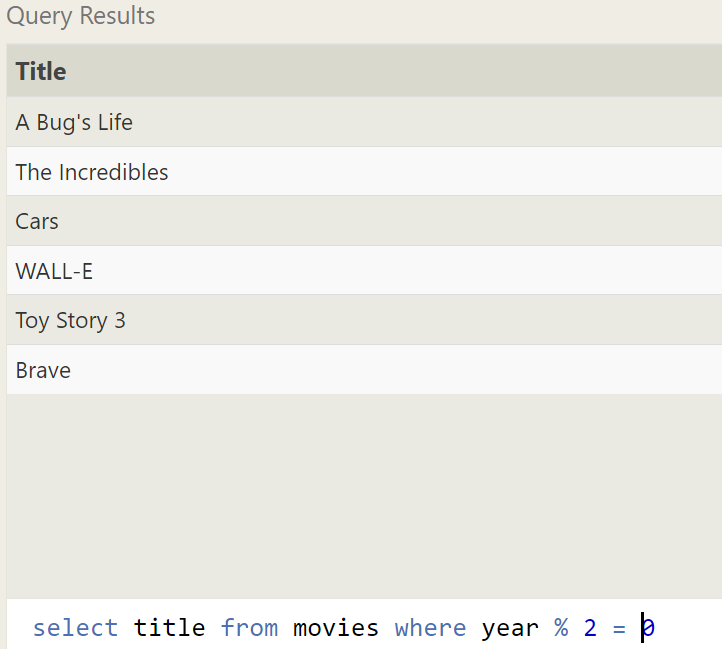 Query Results
Title
A Bug's Life
The Incredibles
Cars
WALL-E
Toy Story 3
Brave
select title from movies where year % 2 = 0